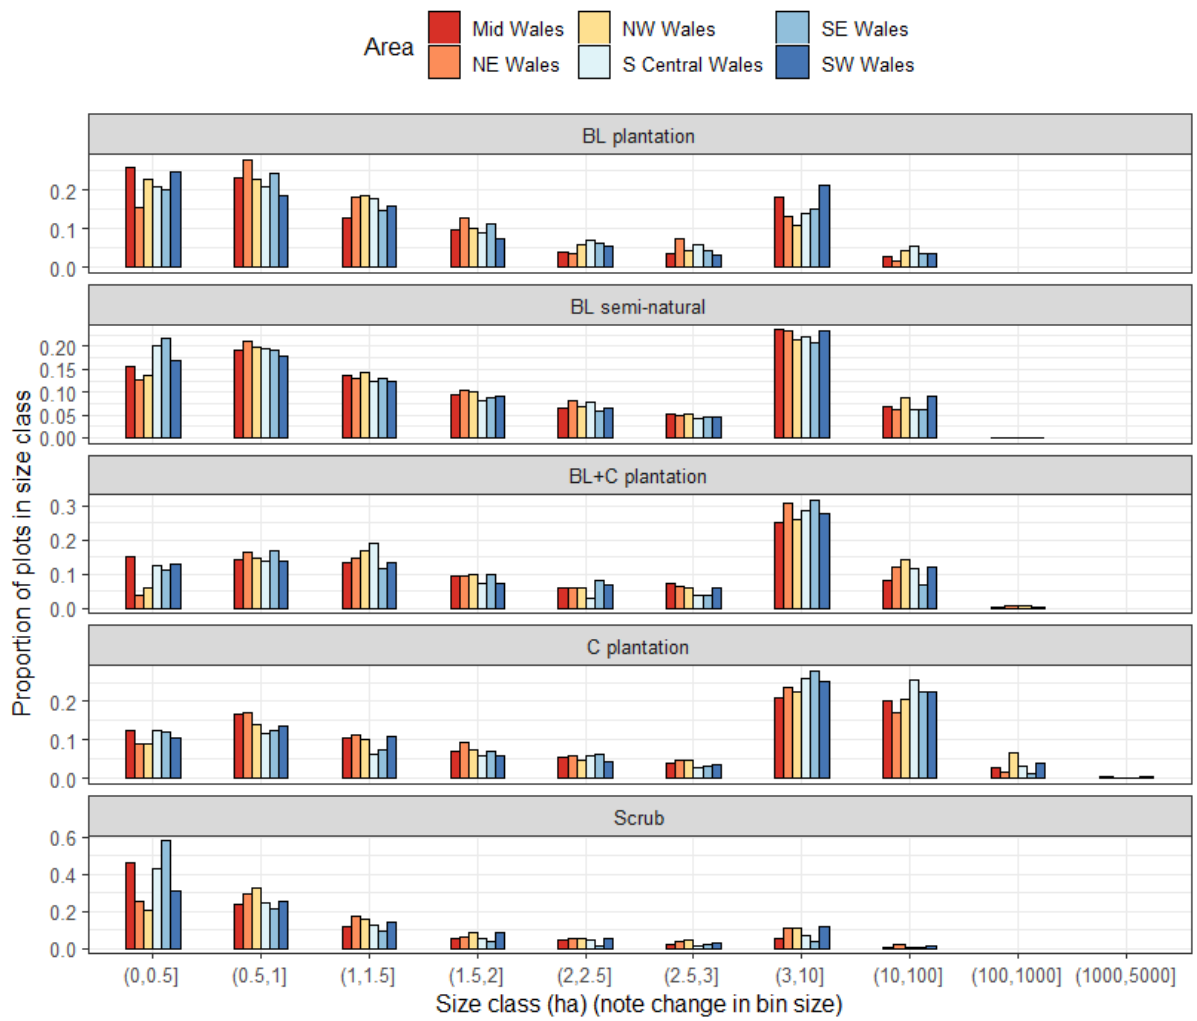 Area
Mid Wales
NW Wales
SE Wales
NE Wales
S Central Wales
SW Wales
BL plantation
0.2
0.1
0.0
BL semi-natural
0.20
0.15
0.10
0.05
0.00
BL+C plantation
0.3
0.2
0.1
0.0
C plantation
0.2
0.1
0.0
Scrub
0.6
0.4
0.2
0.0
Proportion of plots in size class
(0,0.5]
(0.5,1]
(1,1.5]
(1.5,2]
(2,2.5]
(2.5,3]
(3,10]
(10,100]
(100,1000]
(1000,5000]
Size class (ha) (note change in bin size)